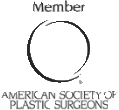 Member
AMERICAN SOCIETY OF
PLASTIC SURGEONS